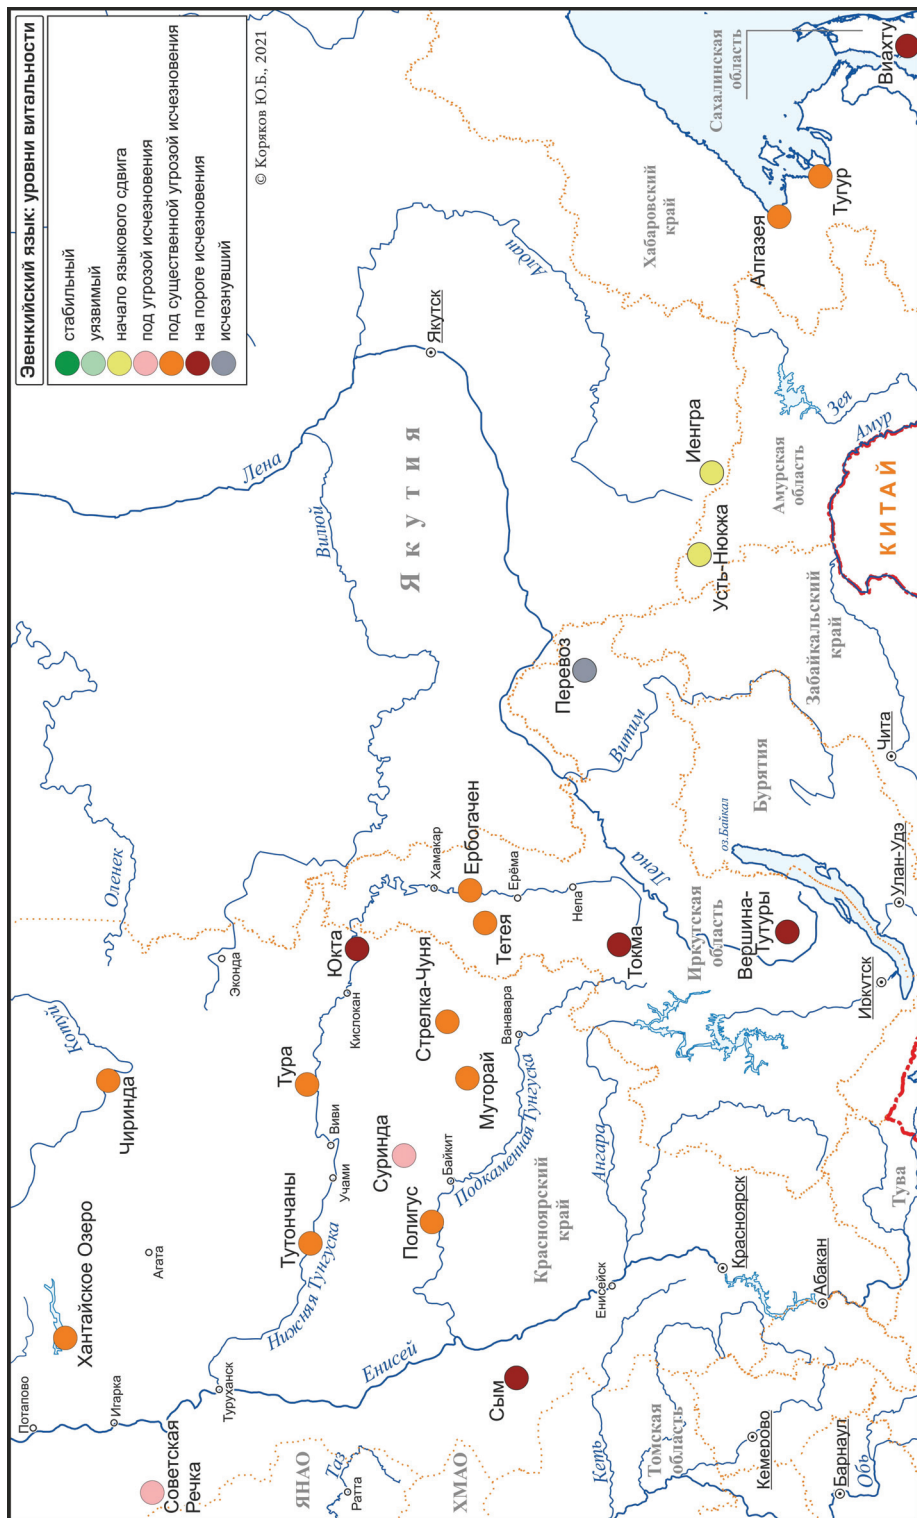 Эвенкийский язык: уровни витальности
стабильный
уязвимый
начало языкового сдвига
под угрозой исчезновения
под существенной угрозой исчезновения
на пороге исчезновения
исчезнувший
© Коряков Ю.Б., 2021
Потапово
Хантайское Озеро
Игарка
Советская
Речка
Агата
Туруханск
Чиринда
Котуй
Оленек
Эконда
Тутончаны
Нижняя Тунгуска
Учами
Виви
Тура
Кислокан
Юкта
Лена
Вилюй
Якутия
Якутск
Алдан
ЯНАО
Таз
Ратта
ХМАО
Енисей
Сым
Полигус
Байкит
Суринда
Муторай
Стрелка-Чуня
Подкаменная Тунгуска
Ванавара
Хамакар
Ербогачен
Тетея
Ерёма
Непа
Токма
Красноярский
край
Енисейск
Ангара
Кеть
Томская
область
Кемерово
Барнаул
Обь
Красноярск
Абакан
Тува
Иркутская
область
Вершина-
Тутуры
Иркутск
Лена
оз.Байкал
Улан-Удэ
Бурятия
Витим
Чита
Забайкальский
край
Перевоз
Усть-Нюкжа
Иенгра
Амурская
область
Зея
Амур
КИТАЙ
Хабаровский
край
Алгазея
Тугур
Сахалинская
область
Виахту